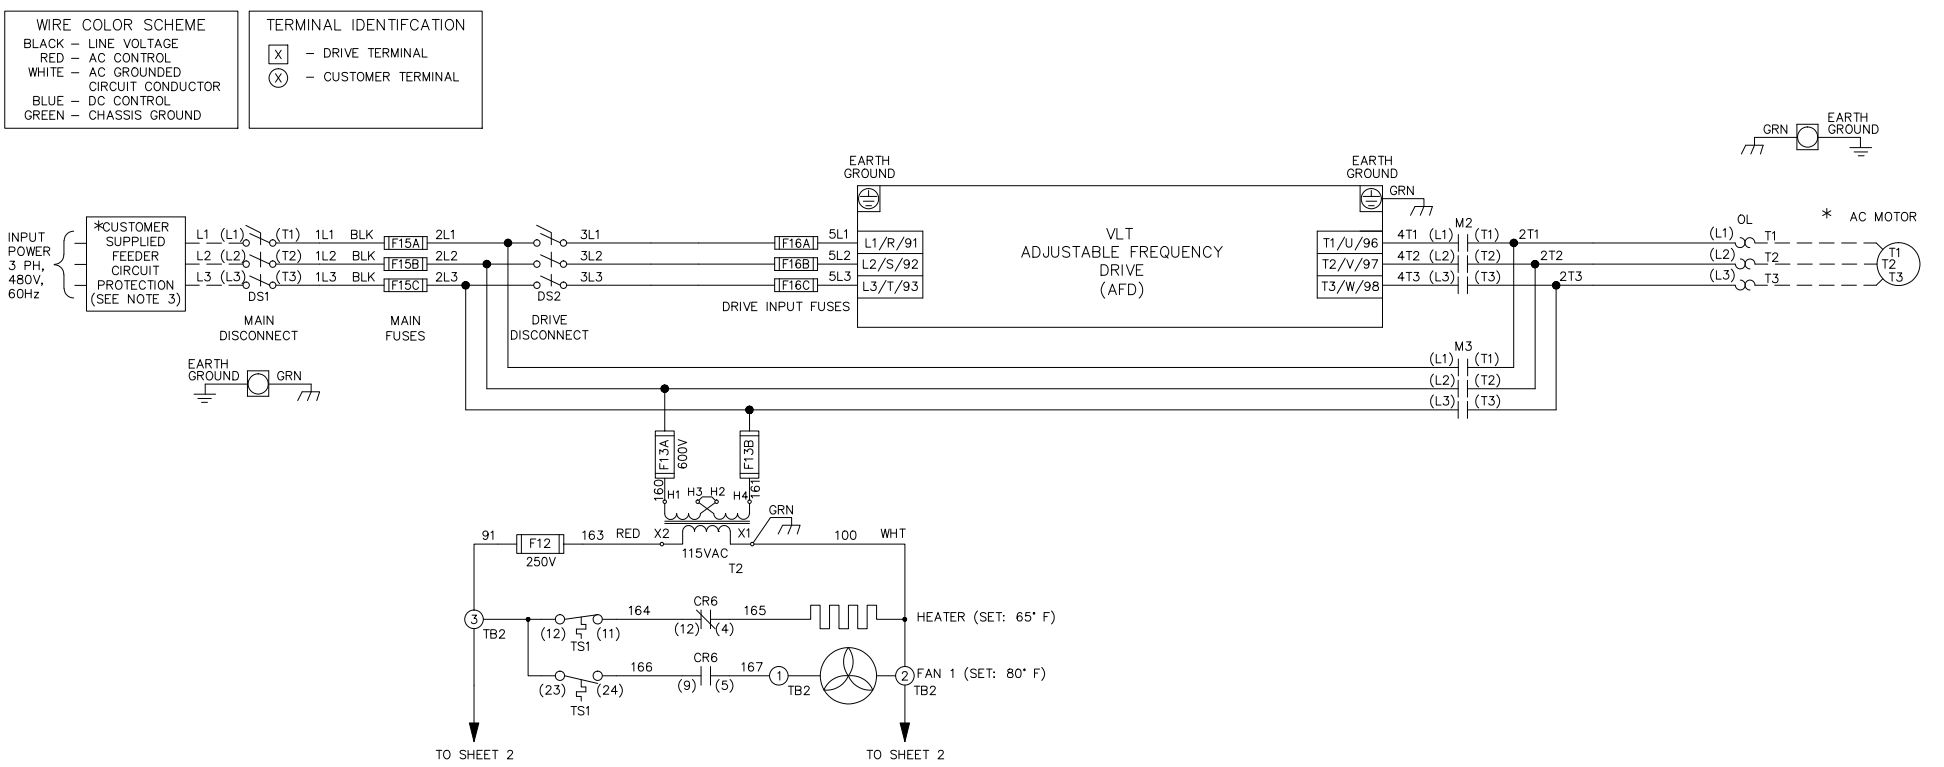 WIRE COLOR SCHEME
BLACK – LINE VOLTAGE
RED – AC CONTROL
WHITE – AC GROUNDED
CIRCUIT CONDUCTOR
BLUE – DC CONTROL
GREEN – CHASSIS GROUND
TERMINAL IDENTIFCATION
X – DRIVE TERMINAL
X – CUSTOMER TERMINAL
GRN
EARTH
GROUND
INPUT
POWER
3 PH,
480V,
60Hz
*CUSTOMER
SUPPLIED
FEEDER
CIRCUIT
PROTECTION
(SEE NOTE 3)
L1 (L1) (T1) 1L1 BLK F15A 2L1 3L1 F16A 5L1 L1/R/91
L2 (L2) (T2) 1L2 BLK F15B 2L2 3L2 F16B 5L2 L2/S/92
L3 (L3) (T3) 1L3 BLK F15C 2L3 3L3 F16C 5L3 L3/T/93
DS1
DS2
MAIN
DISCONNECT
MAIN
FUSES
DRIVE
DISCONNECT
DRIVE INPUT FUSES
EARTH
GROUND
VLT
ADJUSTABLE FREQUENCY
DRIVE
(AFD)
EARTH
GROUND
GRN
M2
OL
* AC MOTOR
T1/U/96 4T1 (L1) (T1) 2T1 (L1) T1 T1
T2/V/97 4T2 (L2) (T2) 2T2 (L2) T2 T2
T3/W/98 4T3 (L3) (T3) 2T3 (L3) T3 T3
EARTH
GROUND
GRN
M3
(L1) (T1)
(L2) (T2)
(L3) (T3)
F13A
600V
F13B
160
161
H1 H3 H2 H4
GRN
91 F12 163 RED X2 X1 100 WHT
250V
115VAC
T2
3
TB2
164 CR6 165
(12) (11) (12) (4)
TS1
HEATER (SET: 65° F)
166 CR6 167
(23) (24) (9) (5)
TS1
1
TB2
2
TB2
FAN 1 (SET: 80° F)
TO SHEET 2
TO SHEET 2